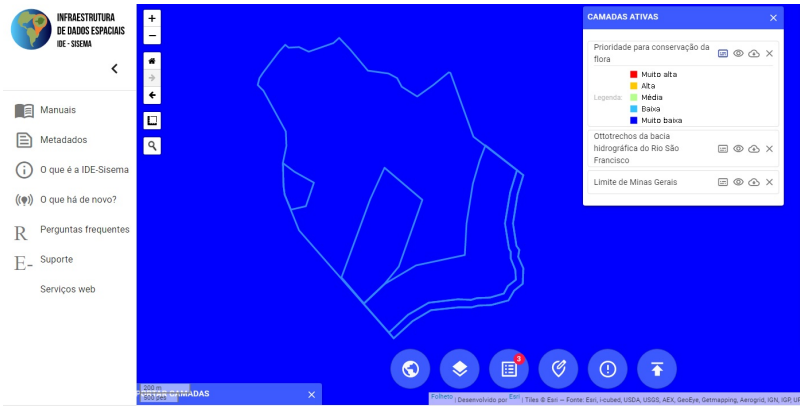 INFRAESTRUTURA
DE DADOS ESPACIAIS
IDE - SISEMA
Manuais
Metadados
O que é a IDE-Sisema
O que há de novo?
R Perguntas frequentes
E- Suporte
Serviços web
+
−
CAMADAS ATIVAS
Prioridade para conservação da
flora
Legenda:
Muito alta
Alta
Média
Baixa
Muito baixa
Ottotrechos da bacia
hidrográfica do Rio São
Francisco
Limite de Minas Gerais
3
200 m
500 pés
CAMADAS
Folheto | Desenvolvido por Esri | Tiles © Esri — Fonte: Esri, i-cubed, USDA, USGS, AEX, GeoEye, Getmapping, Aerogrid, IGN, IGP,